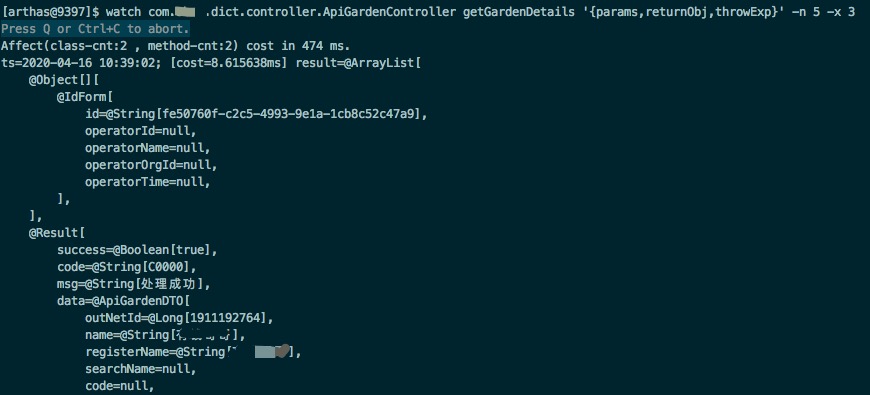 [arthas@9397]$ watch com. .dict.controller.ApiGardenController getGardenDetails '{params,returnObj,throwExp}' -n 5 -x 3
Press Q or Ctrl+C to abort.
Affect(class-cnt:2 , method-cnt:2) cost in 474 ms.
ts=2020-04-16 10:39:02; [cost=8.615638ms] result=@ArrayList[
@Object[][
@IdForm[
id=@String[fe50760f-c2c5-4993-9e1a-1cb8c52c47a9],
operatorId=null,
operatorName=null,
operatorOrgId=null,
operatorTime=null,
],
],
@Result[
success=@Boolean[true],
code=@String[C0000],
msg=@String[处理成功],
data=@ApiGardenDTO[
outNetId=@Long[1911192764],
name=@String[ ],
registerName=@String[ ],
searchName=null,
code=null,